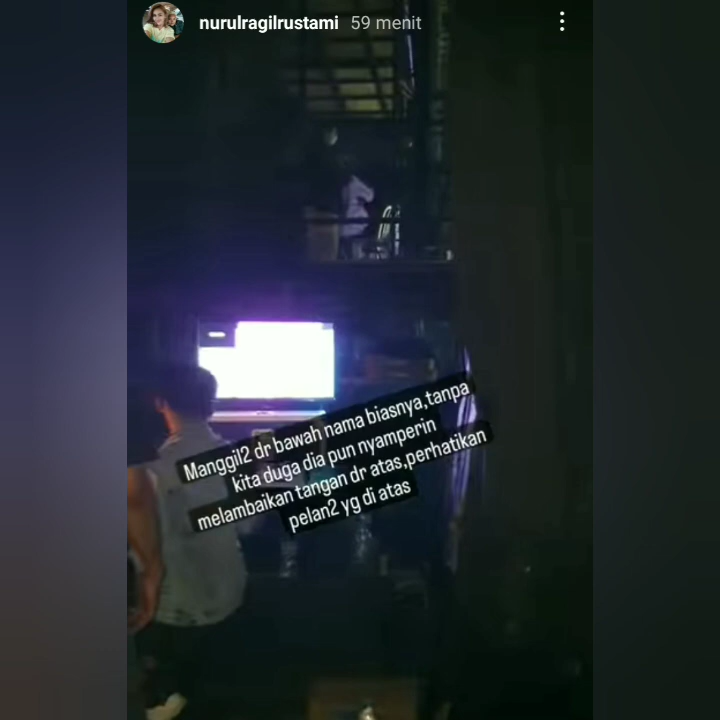 nurulragilrustami 59 menit
Manggil2 dr bawah nama biasnya,tanpa
kita duga dia pun nyamperin
melambaikan tangan dr atas,perhatikan
pelan2 yg di atas